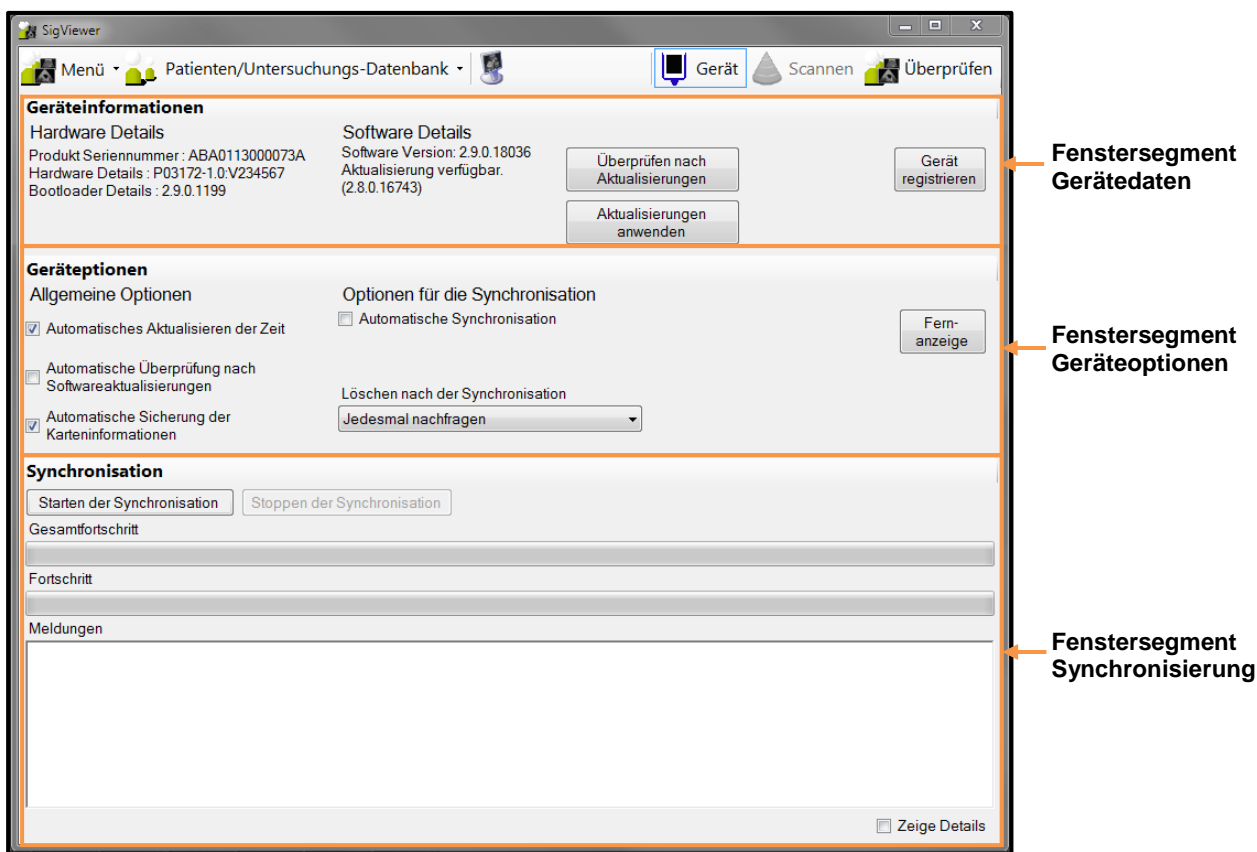 SigViewer
Menü
Patienten/Untersuchungs-Datenbank
Gerät
Scannen
Überprüfen
Geräteinformationen
Hardware Details
Produkt Seriennummer : ABA0113000073A
Hardware Details : P03172-1.0:V234567
Bootloader Details : 2.9.0.1199
Software Details
Software Version: 2.9.0.18036
Aktualisierung verfügbar.
(2.8.0.16743)
Überprüfen nach
Aktualisierungen
Aktualisierungen
anwenden
Gerät
registrieren
Fenstersegment
Gerätedaten
Geräteptionen
Allgemeine Optionen
Automatisches Aktualisieren der Zeit
Automatische Überprüfung nach
Softwareaktualisierungen
Automatische Sicherung der
Karteninformationen
Optionen für die Synchronisation
Automatische Synchronisation
Löschen nach der Synchronisation
Jedesmal nachfragen
Fern-
anzeige
Fenstersegment
Geräteoptionen
Synchronisation
Starten der Synchronisation
Stoppen der Synchronisation
Gesamtfortschritt
Fortschritt
Meldungen
Zeige Details
Fenstersegment
Synchronisierung